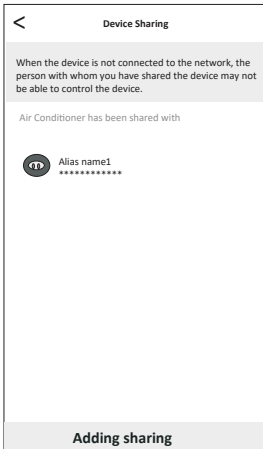 <
Device Sharing
When the device is not connected to the network, the
person with whom you have shared the device may not
be able to control the device.
Air Conditioner has been shared with
Alias name1
************
Adding sharing